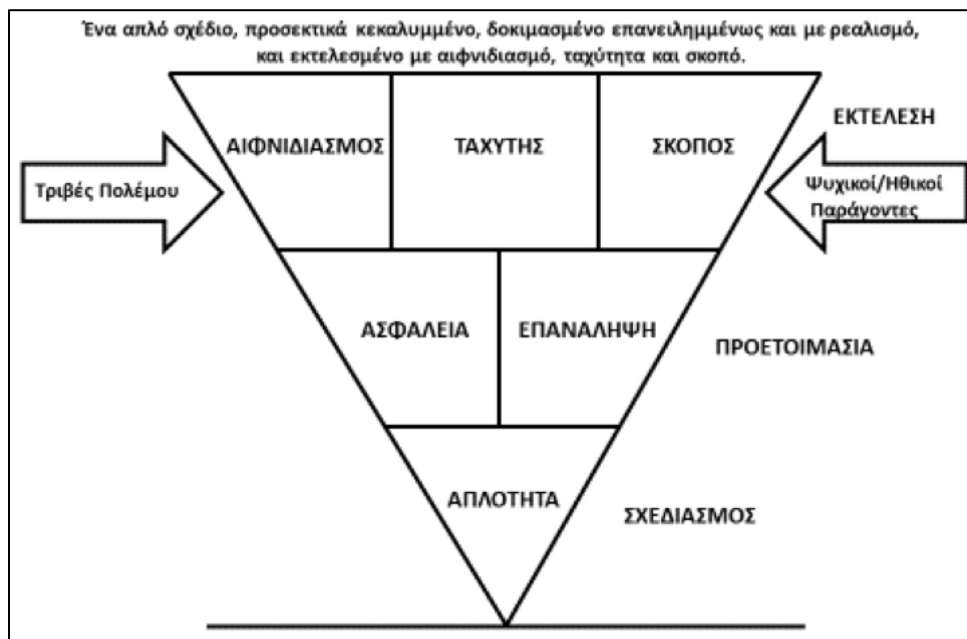 Ένα απλό σχέδιο, προσεκτικά κεκαλυμμένο, δοκιμασμένο επανειλημμένως και με ρεαλισμό,
και εκτελεσμένο με αιφνιδιασμό, ταχύτητα και σκοπό.
ΕΚΤΕΛΕΣΗ
ΑΙΦΝΙΔΙΑΣΜΟΣ
ΤΑΧΥΤΗΣ
ΣΚΟΠΟΣ
Τριβές Πολέμου
Ψυχικοί/Ηθικοί
Παράγοντες
ΑΣΦΑΛΕΙΑ
ΕΠΑΝΑΛΗΨΗ
ΠΡΟΕΤΟΙΜΑΣΙΑ
ΑΠΛΟΤΗΤΑ
ΣΧΕΔΙΑΣΜΟΣ